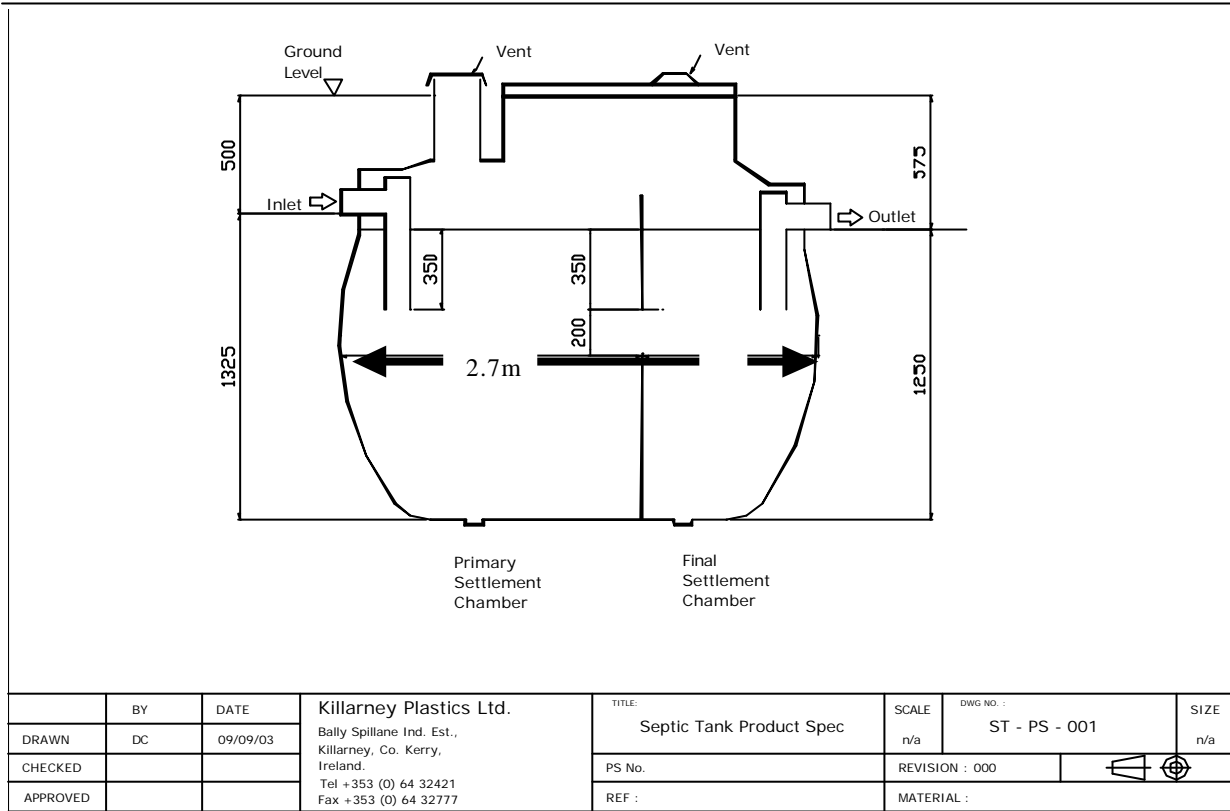 Ground
Level
Vent
Vent
500
575
Inlet
Outlet
350
350
200
1325
2.7m
1250
Primary
Settlement
Chamber
Final
Settlement
Chamber
BY
DATE
DRAWN
DC
09/09/03
CHECKED
APPROVED
Killarney Plastics Ltd.
Bally Spillane Ind. Est.,
Killarney, Co. Kerry,
Ireland.
Tel +353 (0) 64 32421
Fax +353 (0) 64 32777
TITLE:
Septic Tank Product Spec
PS No.
REF :
SCALE
n/a
DWG NO. :
ST - PS - 001
SIZE
n/a
REVISION : 000
MATERIAL :